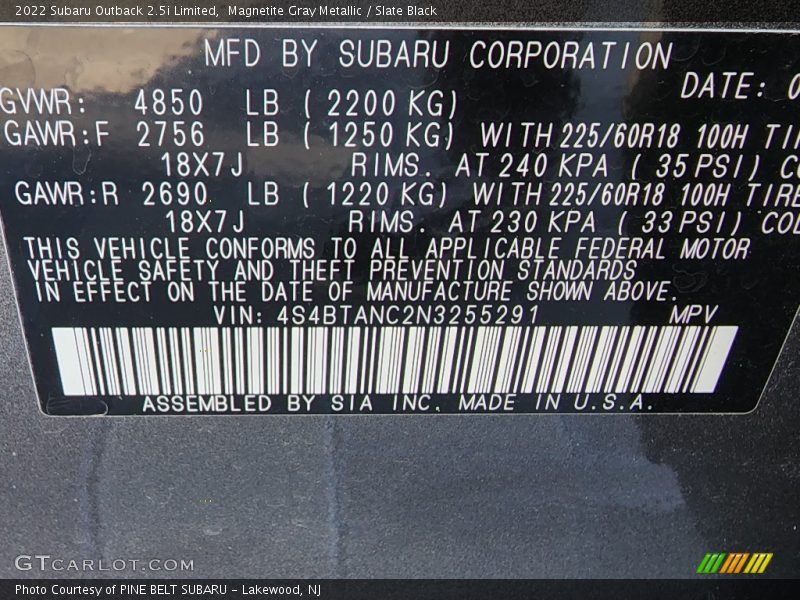 2022 Subaru Outback 2.5i Limited, Magnetite Gray Metallic / Slate Black
MFD BY SUBARU CORPORATION
DATE: 0
GVWR: 4850 LB ( 2200 KG)
GAWR:F 2756 LB ( 1250 KG) WITH 225/60R18 100H TIR
18X7J RIMS. AT 240 KPA ( 35 PSI) CO
GAWR:R 2690 LB ( 1220 KG) WITH 225/60R18 100H TIRE
18X7J RIMS. AT 230 KPA ( 33 PSI) COL
THIS VEHICLE CONFORMS TO ALL APPLICABLE FEDERAL MOTOR
VEHICLE SAFETY AND THEFT PREVENTION STANDARDS
IN EFFECT ON THE DATE OF MANUFACTURE SHOWN ABOVE.
VIN: 4S4BTANC2N3255291 MPV
ASSEMBLED BY SIA INC. MADE IN U.S.A.
GTCARLOT.COM
Photo Courtesy of PINE BELT SUBARU - Lakewood, NJ